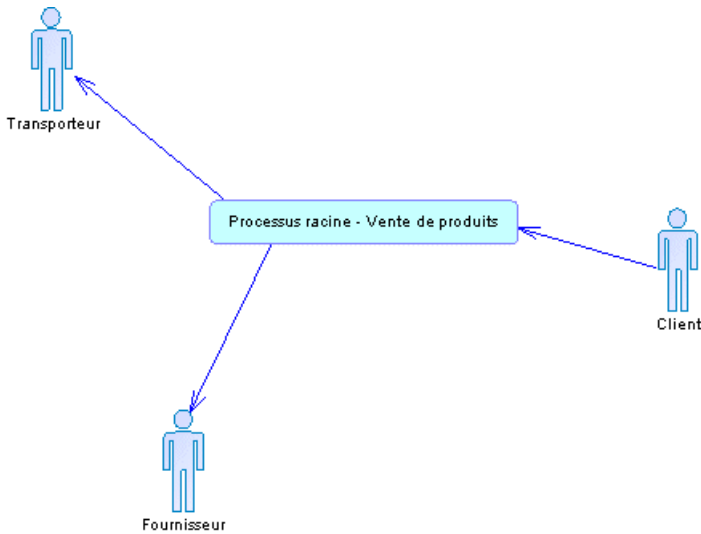 Transporteur
Processus racine - Vente de produits
Client
Fournisseur